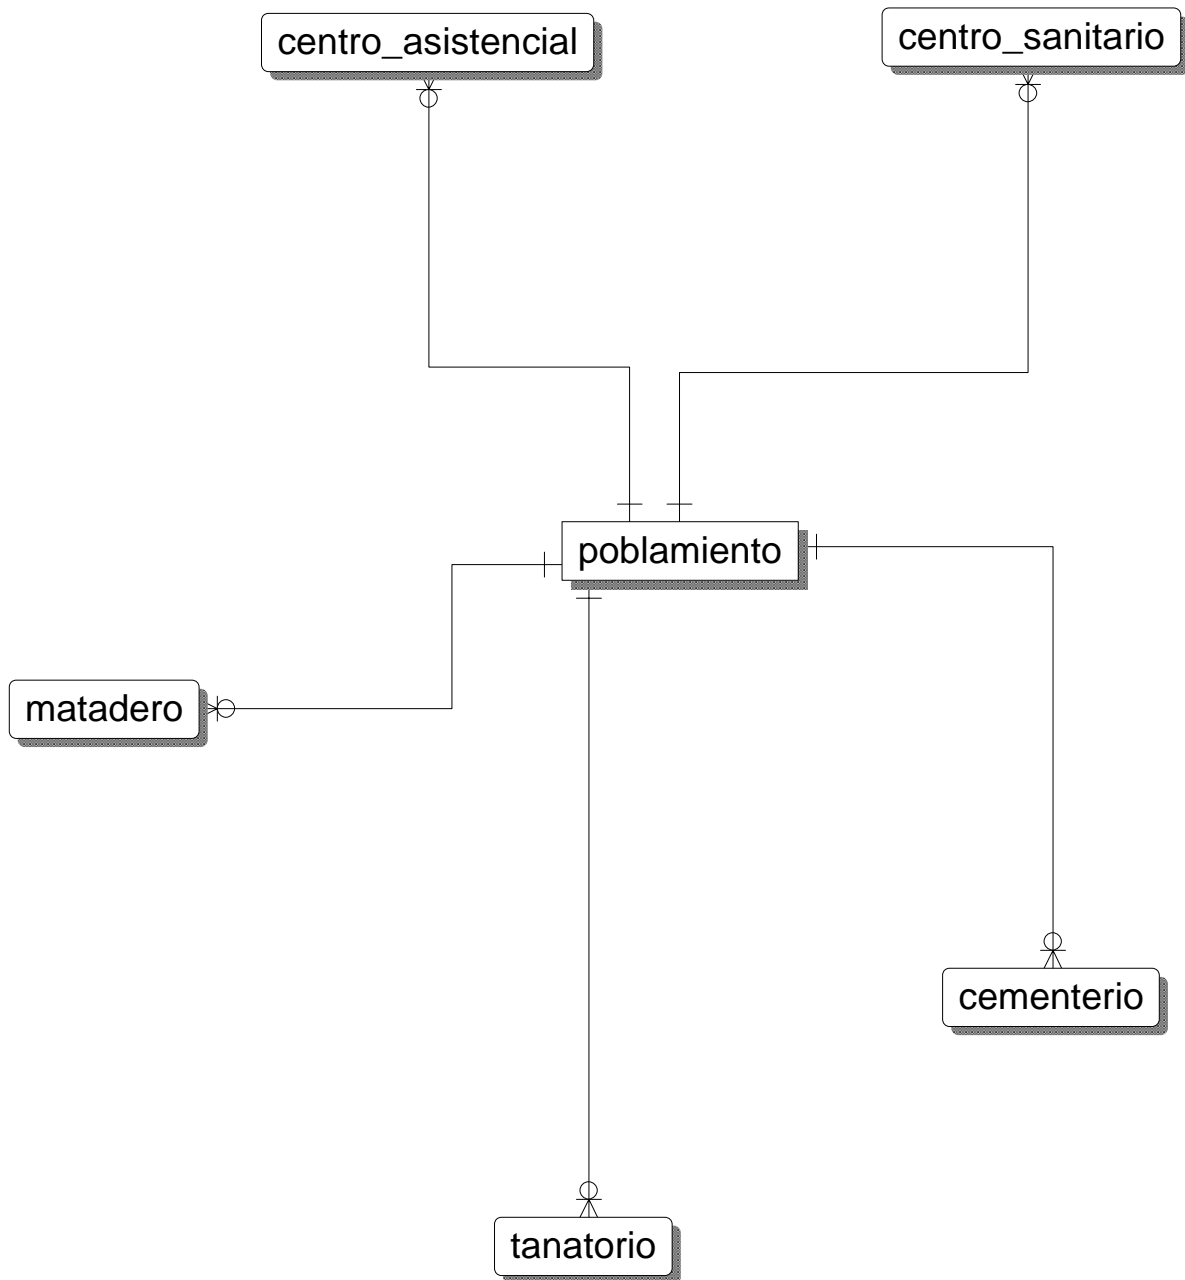 centro_asistencial
centro_sanitario
poblamiento
matadero
cementerio
tanatorio